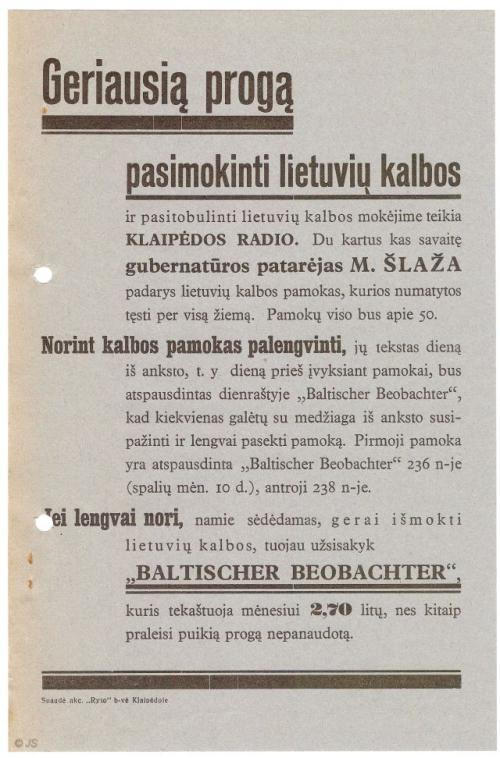 Geriausią progą
pasimokinti lietuvių kalbos
ir pasitobulinti lietuvių kalbos mokėjime teikia
KLAIPĖDOS RADIO. Du kartus kas savaitę
gubernatūros patarėjas M. ŠLAŽA
padarys lietuvių kalbos pamokas, kurios numatytos
tęsti per visą žiemą. Pamokų viso bus apie 50.
Norint kalbos pamokas palengvinti, jų tekstas dieną
iš anksto, t. y dieną prieš įvyksiant pamokai, bus
atspausdintas dienraštyje „Baltischer Beobachter“,
kad kiekvienas galėtų su medžiaga iš anksto susi-
pažinti ir lengvai pasekti pamoką. Pirmoji pamoka
yra atspausdinta „Baltischer Beobachter“ 236 n-je
(spalių mėn. 10 d.), antroji 238 n-je.
Jei lengvai nori, namie sėdėdamas, gerai išmokti
lietuvių kalbos, tuojau užsisakyk
„BALTISCHER BEOBACHTER“,
kuris tekaštuoja mėnesiui 2,70 litų, nes kitaip
praleisi puikią progą nepanaudotą.
Spaudė akc. „Ryto“ b-vė Klaipėdoje
© JS